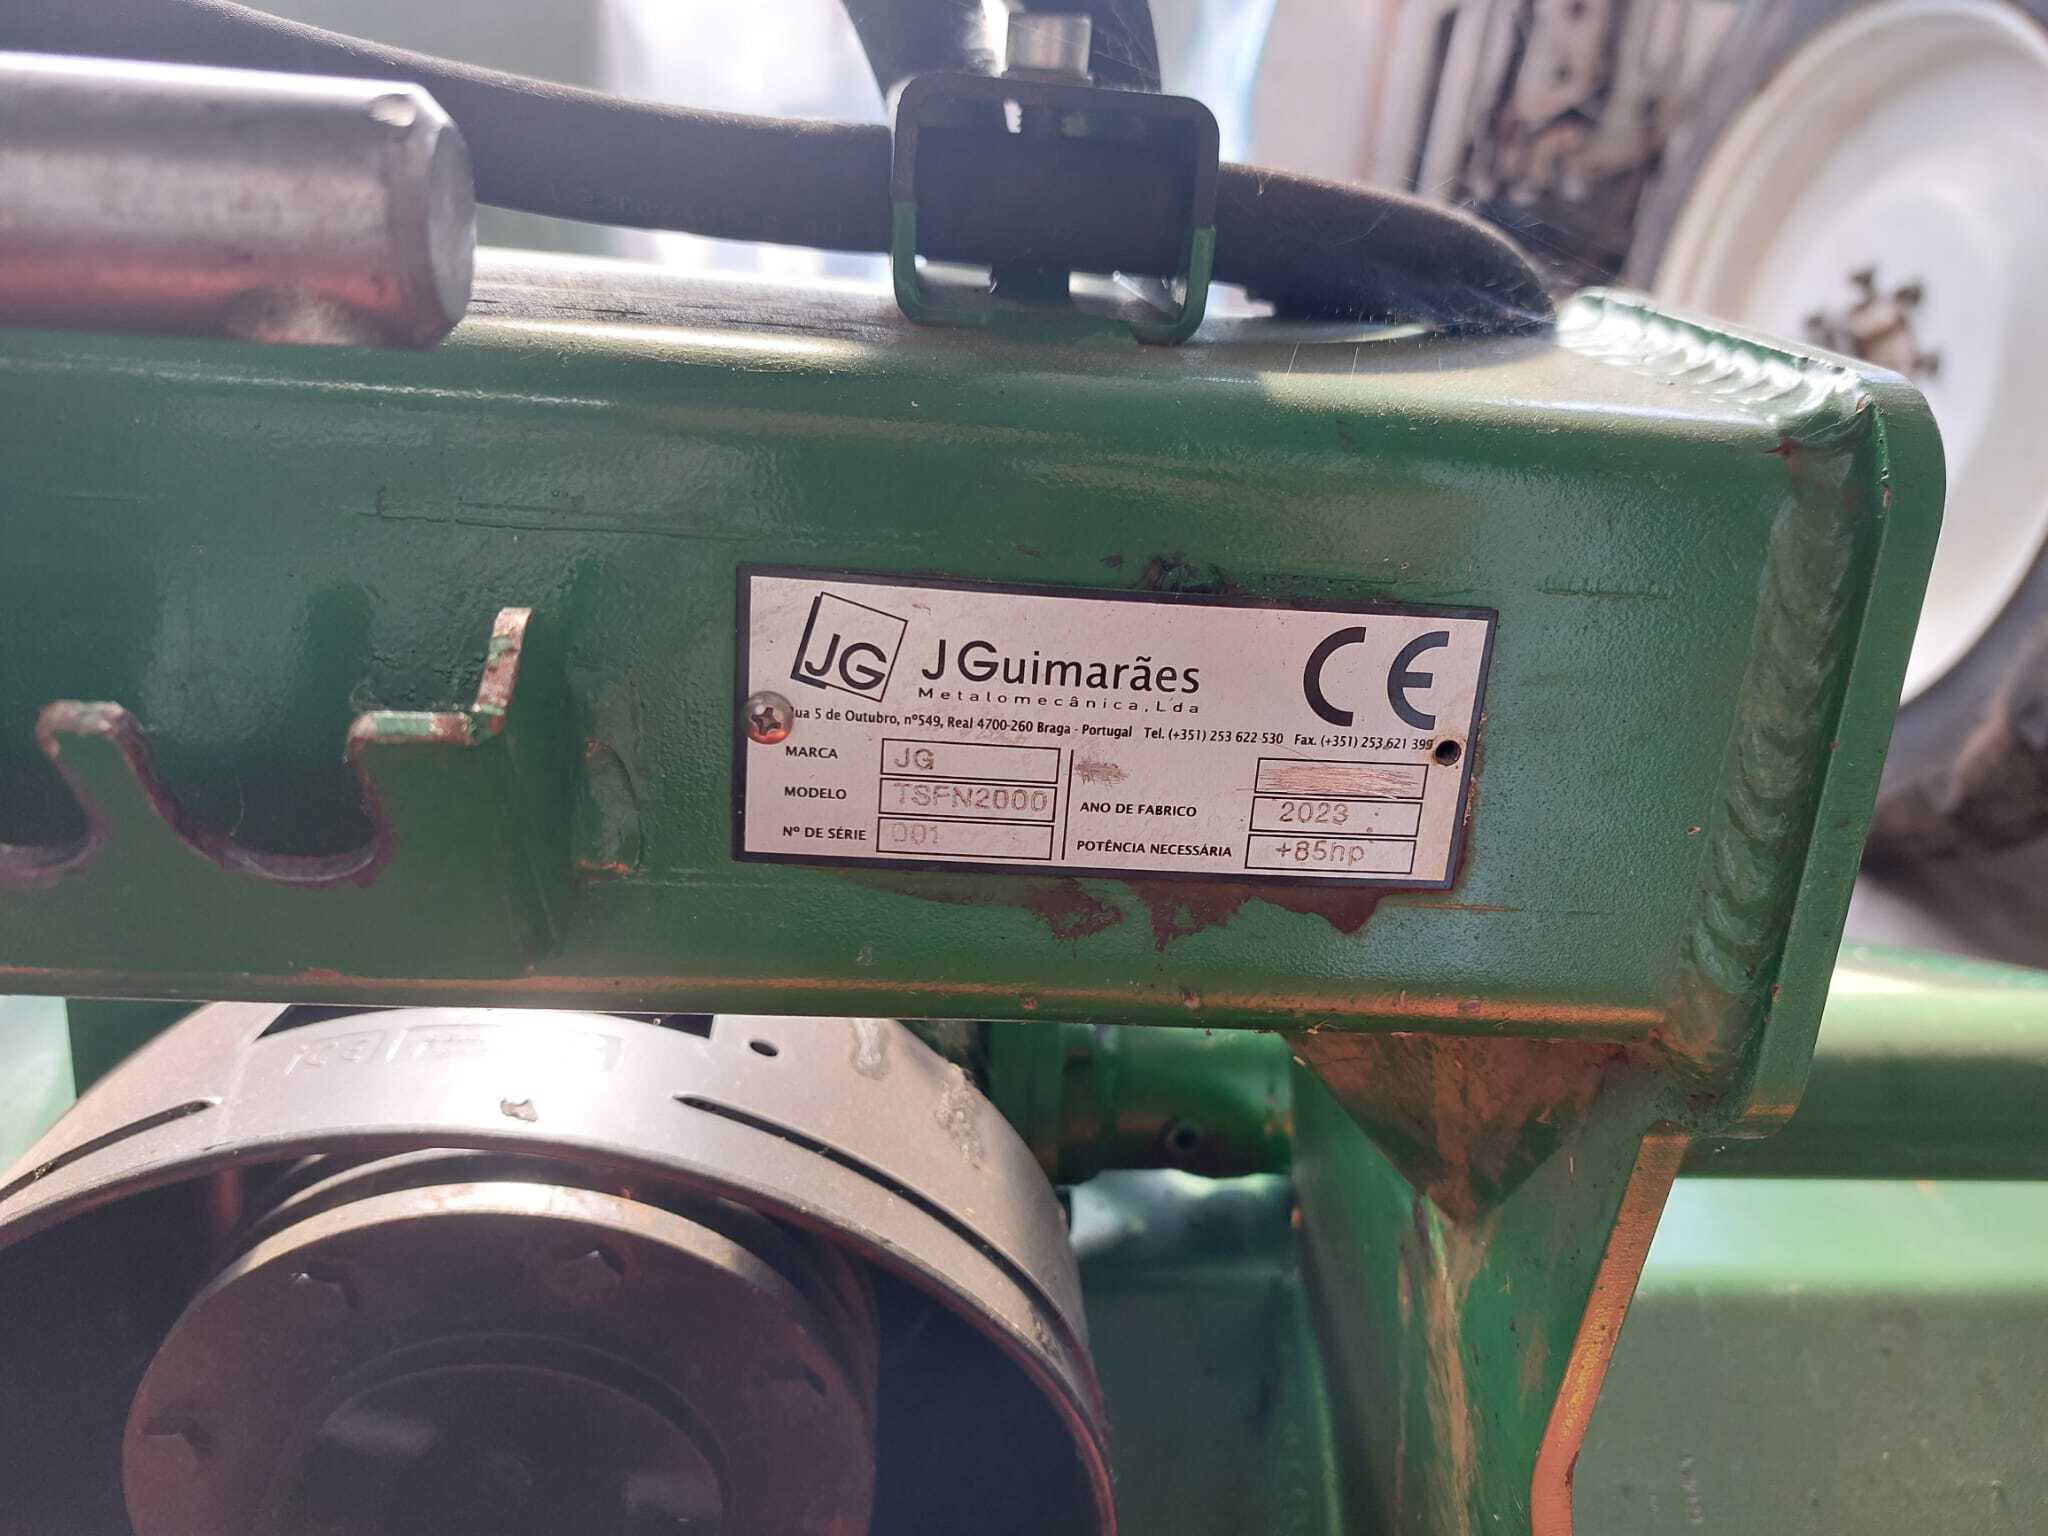 JG
J Guimarães
CE
Metalomecânica, Lda
Rua 5 de Outubro, nº549, Real 4700-260 Braga - Portugal Tel. (+351) 253 622 530 Fax. (+351) 253 621 399
MARCA JG
MODELO TSFN2000 ANO DE FABRICO 2023
Nº DE SÉRIE 001 POTÊNCIA NECESSÁRIA +85hp